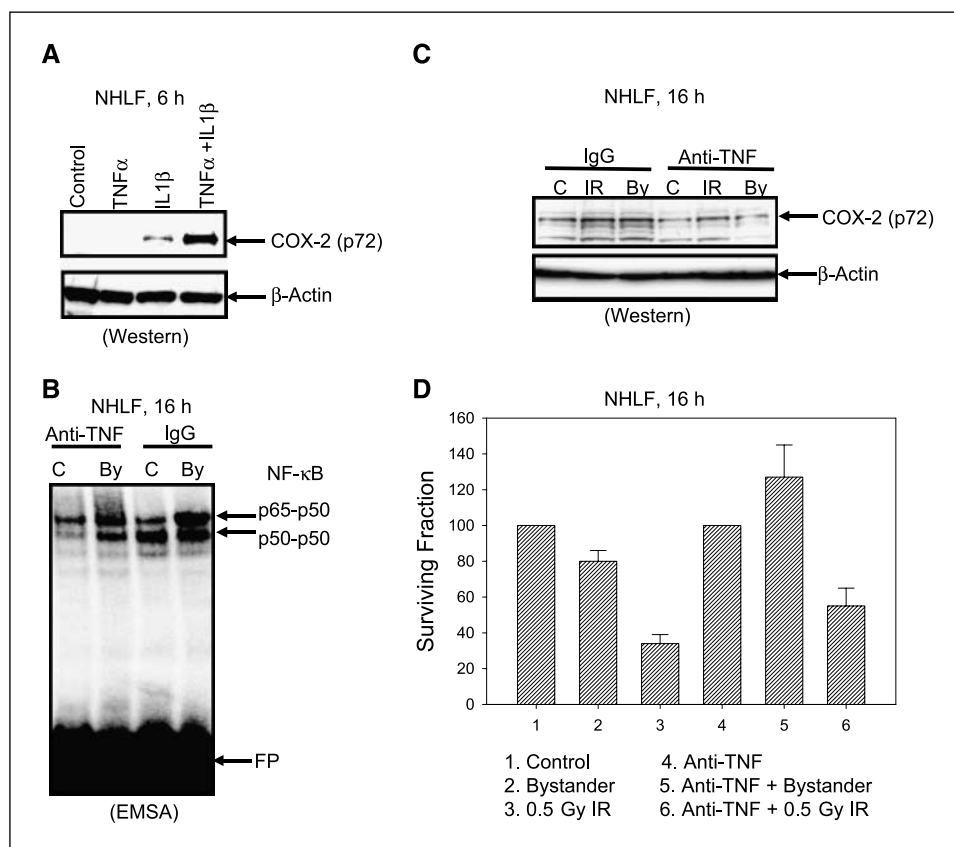 A
NHLF, 6 h
Control
TNFα
IL1β
TNFα +IL1β
COX-2 (p72)
β-Actin
(Western)
B
NHLF, 16 h
Anti-TNF IgG
C By C By
NF-κB
p65-p50
p50-p50
FP
(EMSA)
C
NHLF, 16 h
IgG Anti-TNF
C IR By C IR By
COX-2 (p72)
β-Actin
(Western)
D
NHLF, 16 h
Surviving Fraction
160
140
120
100
80
60
40
20
0
1 2 3 4 5 6
1. Control
2. Bystander
3. 0.5 Gy IR
4. Anti-TNF
5. Anti-TNF + Bystander
6. Anti-TNF + 0.5 Gy IR